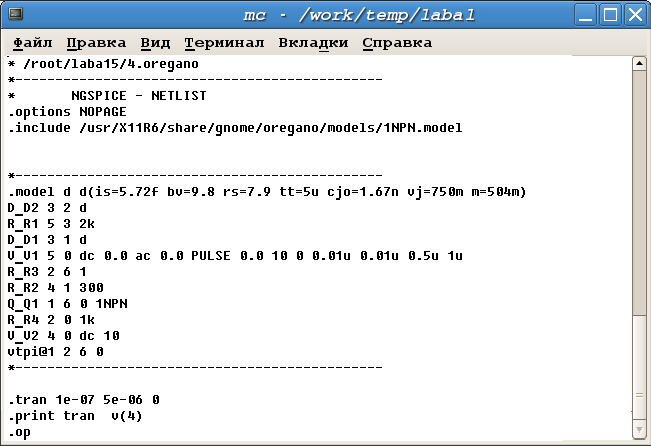 mc - /work/temp/laba1
Файл Правка Вид Терминал Вкладки Справка
* /root/laba15/4.oregano
*----------------------------------------------
* NGSPICE - NETLIST
.options NOPAGE
.include /usr/X11R6/share/gnome/oregano/models/1NPN.model
*----------------------------------------------
.model d d(is=5.72f bv=9.8 rs=7.9 tt=5u cjo=1.67n vj=750m m=504m)
D_D2 3 2 d
R_R1 5 3 2k
D_D1 3 1 d
V_V1 5 0 dc 0.0 ac 0.0 PULSE 0.0 10 0 0.01u 0.01u 0.5u 1u
R_R3 2 6 1
R_R2 4 1 300
Q_Q1 1 6 0 1NPN
R_R4 2 0 1k
V_V2 4 0 dc 10
vtpi@1 2 6 0
*----------------------------------------------
.tran 1e-07 5e-06 0
.print tran v(4)
.op